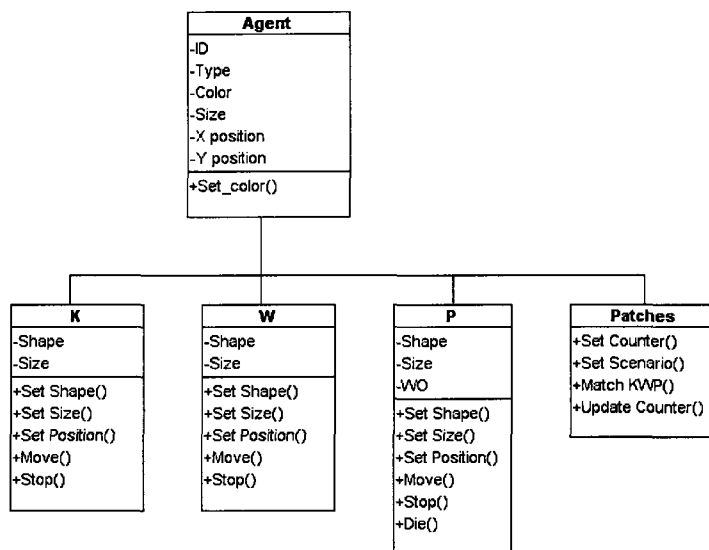 Agent
-ID
-Type
-Color
-Size
-X position
-Y position
+Set_color()
K
-Shape
-Size
+Set Shape()
+Set Size()
+Set Position()
+Move()
+Stop()
W
-Shape
-Size
+Set Shape()
+Set Size()
+Set Position()
+Move()
+Stop()
P
-Shape
-Size
-WO
+Set Shape()
+Set Size()
+Set Position()
+Move()
+Stop()
+Die()
Patches
+Set Counter()
+Set Scenario()
+Match KWP()
+Update Counter()